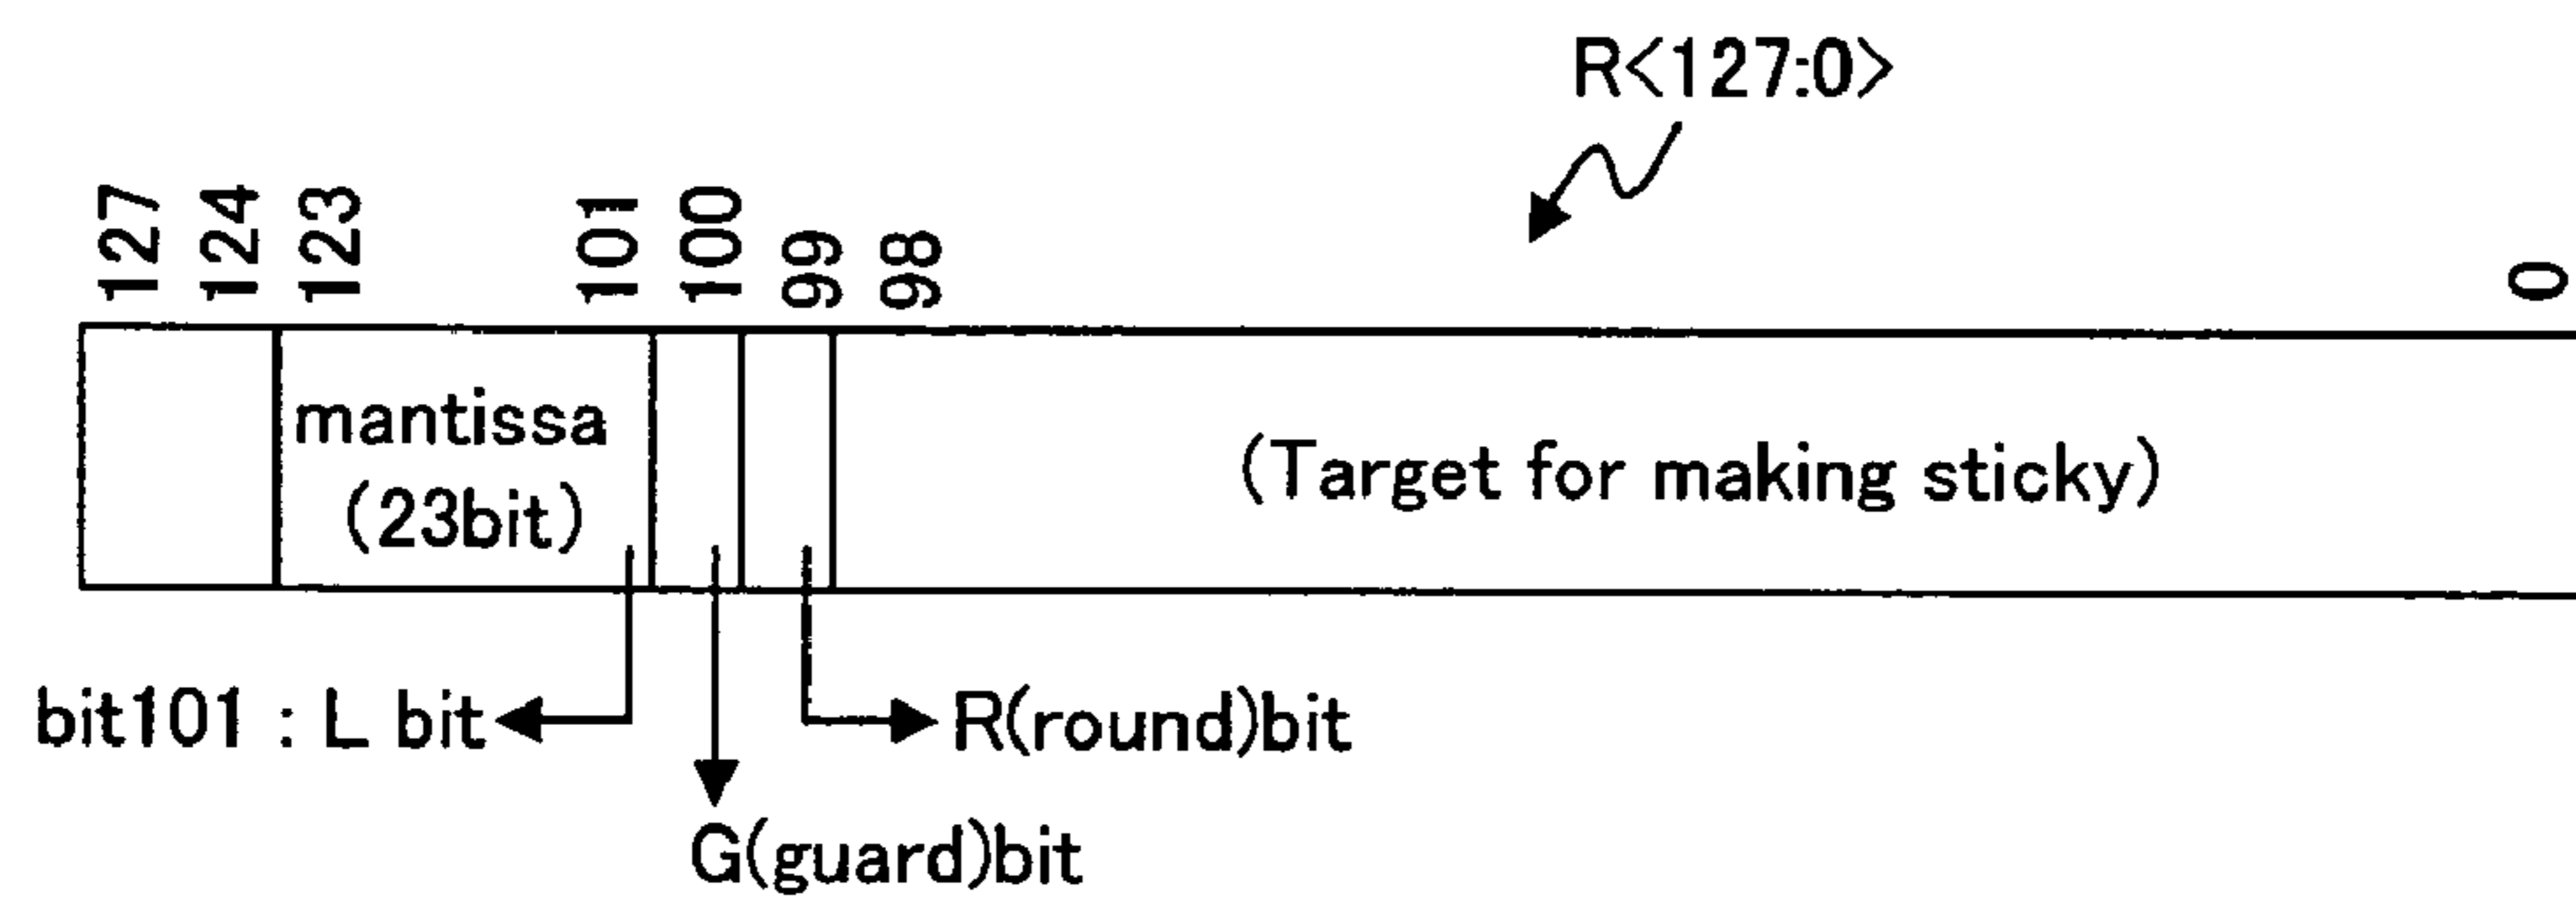 R<127:0>
127 124 123 101 100 99 98 0
mantissa
(23bit)
(Target for making sticky)
bit101 : L bit
R(round)bit
G(guard)bit